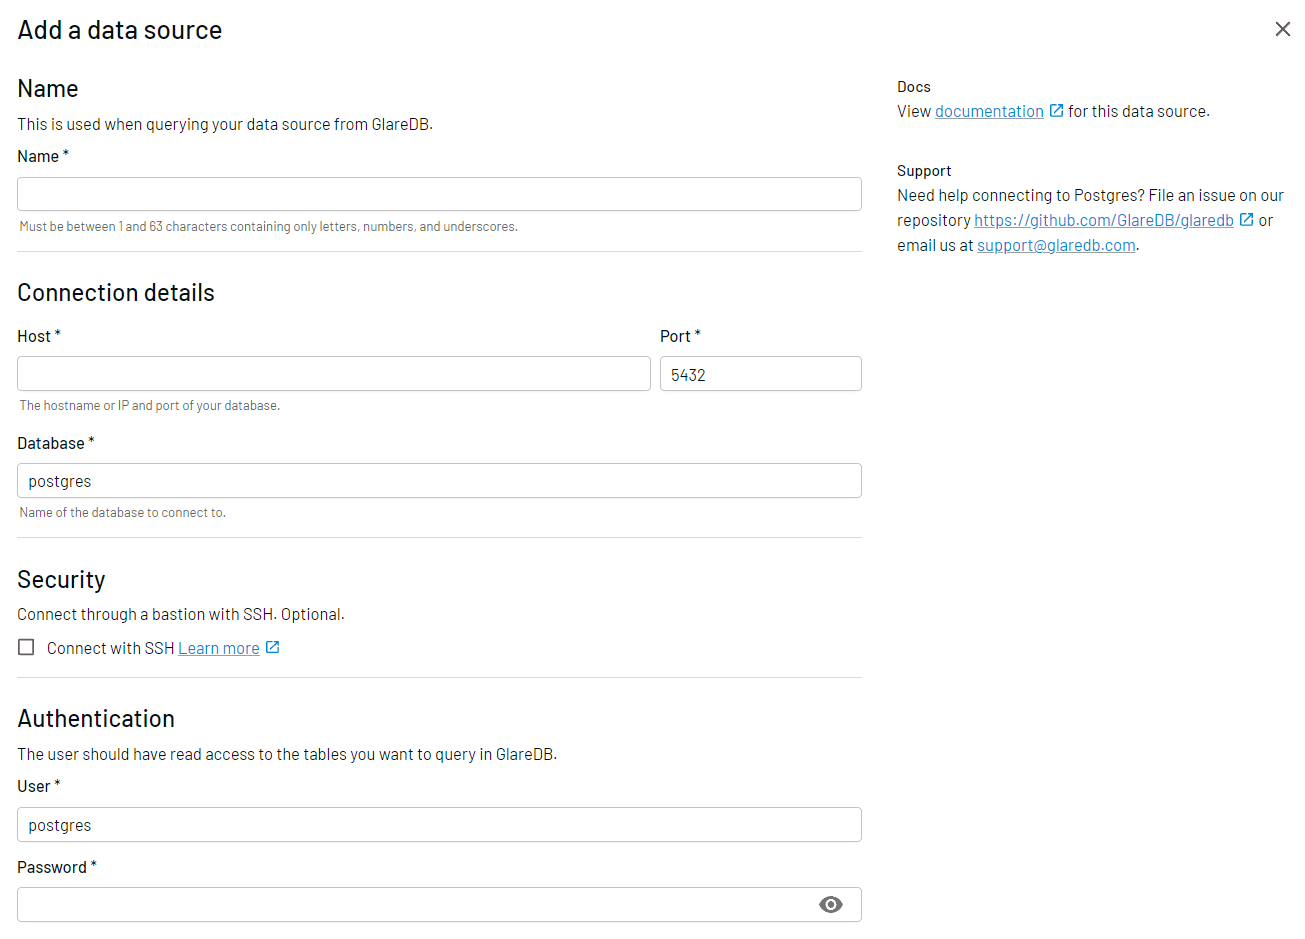 Add a data source
Name
This is used when querying your data source from GlareDB.
Name *
Must be between 1 and 63 characters containing only letters, numbers, and underscores.
Connection details
Host *
Port *
5432
The hostname or IP and port of your database.
Database *
postgres
Name of the database to connect to.
Security
Connect through a bastion with SSH. Optional.
Connect with SSH Learn more
Authentication
The user should have read access to the tables you want to query in GlareDB.
User *
postgres
Password *
Docs
View documentation for this data source.
Support
Need help connecting to Postgres? File an issue on our
repository https://github.com/GlareDB/glaredb or
email us at support@glaredb.com.